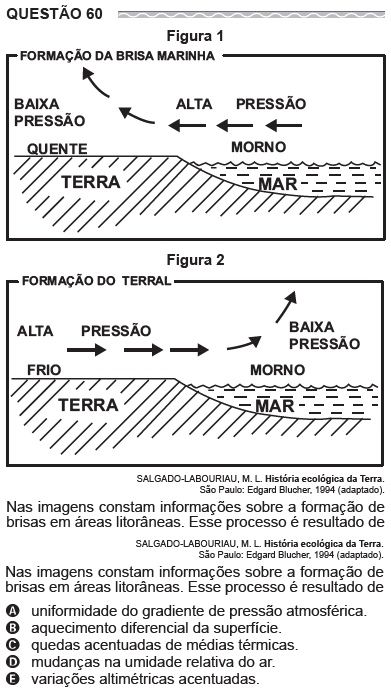 QUESTÃO 60
Figura 1
FORMAÇÃO DA BRISA MARINHA
BAIXA PRESSÃO
ALTA PRESSÃO
QUENTE
MORNO
TERRA
MAR
Figura 2
FORMAÇÃO DO TERRAL
ALTA PRESSÃO
BAIXA PRESSÃO
FRIO
MORNO
TERRA
MAR
SALGADO-LABOURIAU, M. L. História ecológica da Terra.
São Paulo: Edgard Blucher, 1994 (adaptado).
Nas imagens constam informações sobre a formação de
brisas em áreas litorâneas. Esse processo é resultado de
SALGADO-LABOURIAU, M. L. História ecológica da Terra.
São Paulo: Edgard Blucher, 1994 (adaptado).
Nas imagens constam informações sobre a formação de
brisas em áreas litorâneas. Esse processo é resultado de
A uniformidade do gradiente de pressão atmosférica.
B aquecimento diferencial da superfície.
C quedas acentuadas de médias térmicas.
D mudanças na umidade relativa do ar.
E variações altimétricas acentuadas.